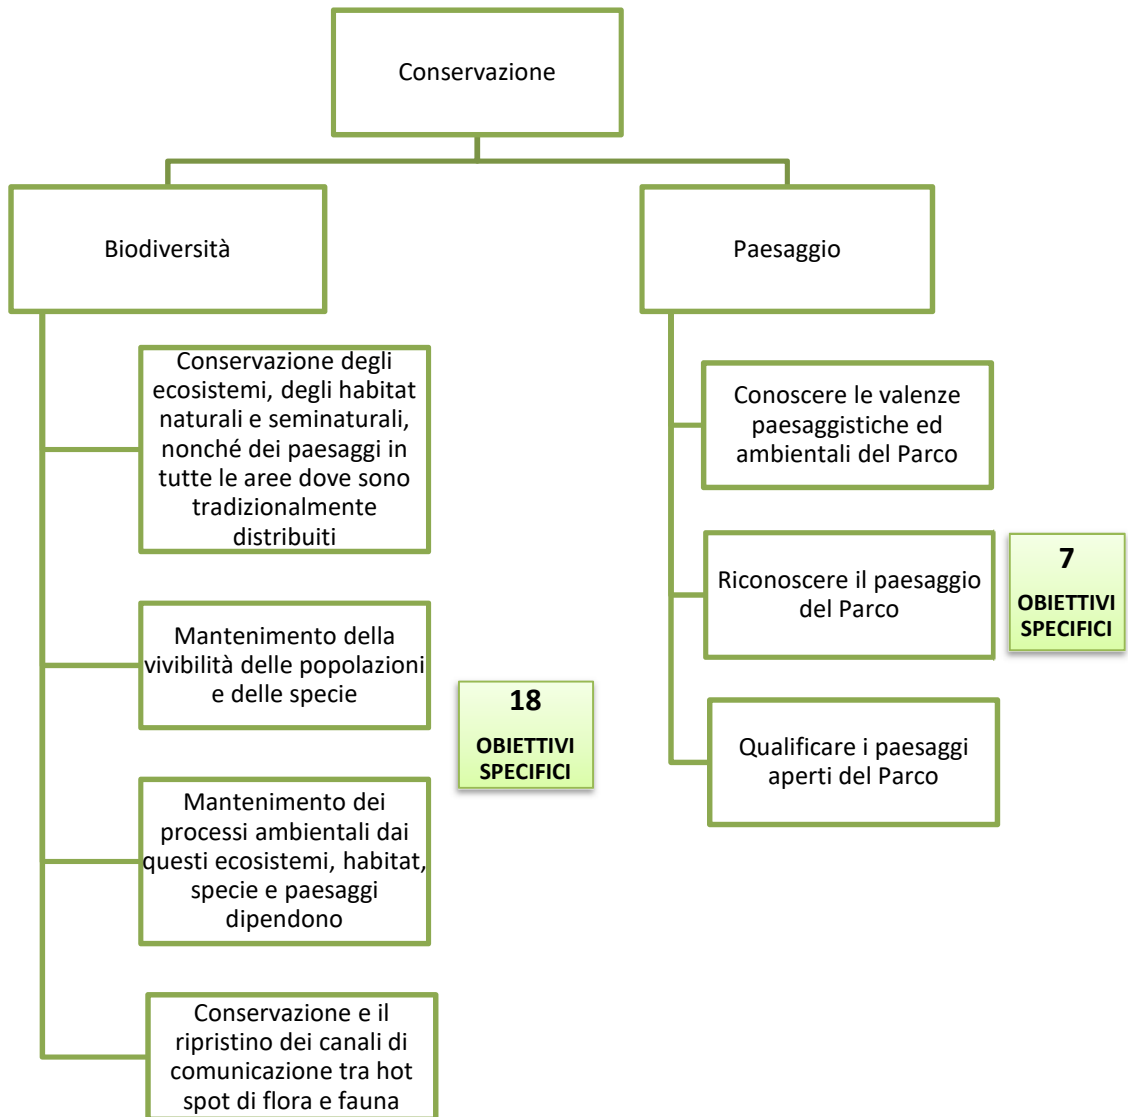 Conservazione
Biodiversità
Conservazione degli
ecosistemi, degli habitat
naturali e seminaturali,
nonché dei paesaggi in
tutte le aree dove sono
tradizionalmente
distribuiti
Mantenimento della
vivibilità delle popolazioni
e delle specie
Mantenimento dei
processi ambientali dai
questi ecosistemi, habitat,
specie e paesaggi
dipendono
Conservazione e il
ripristino dei canali di
comunicazione tra hot
spot di flora e fauna
18
OBIETTIVI
SPECIFICI
Paesaggio
Conoscere le valenze
paesaggistiche ed
ambientali del Parco
Riconoscere il paesaggio
del Parco
Qualificare i paesaggi
aperti del Parco
7
OBIETTIVI
SPECIFICI